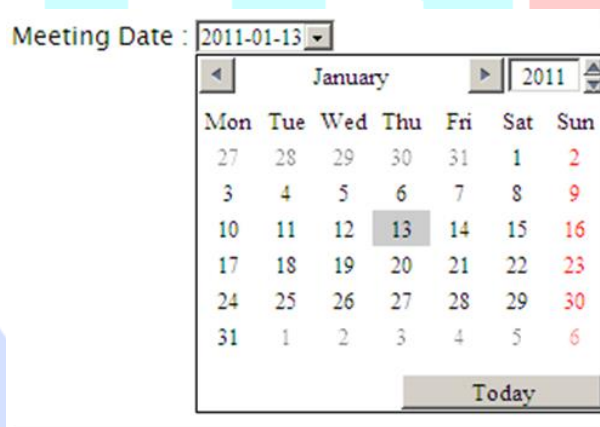 Meeting Date : 2011-01-13
January 2011
Mon Tue Wed Thu Fri Sat Sun
27 28 29 30 31 1 2
3 4 5 6 7 8 9
10 11 12 13 14 15 16
17 18 19 20 21 22 23
24 25 26 27 28 29 30
31 1 2 3 4 5 6
Today